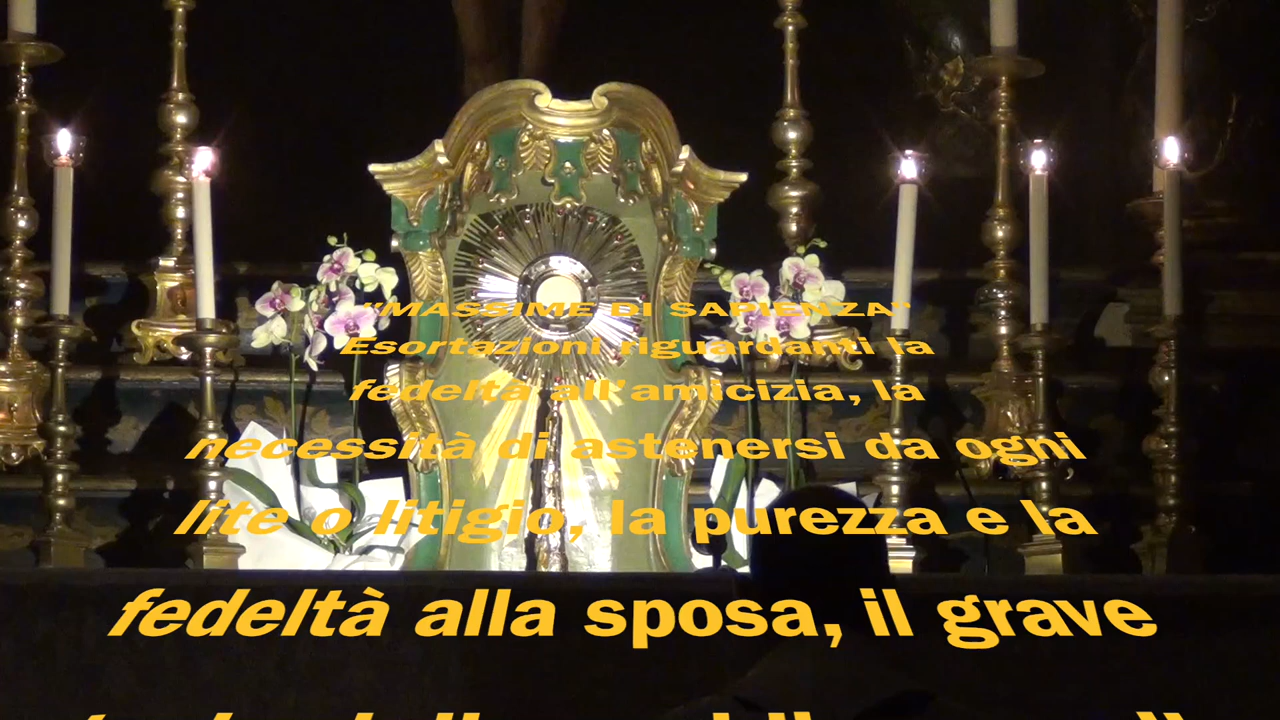 “MASSIME DI SAPIENZA”
Esortazioni riguardanti la
fedeltà all’amicizia, la
necessità di astenersi da ogni
lite o litigio, la purezza e la
fedeltà alla sposa, il grave